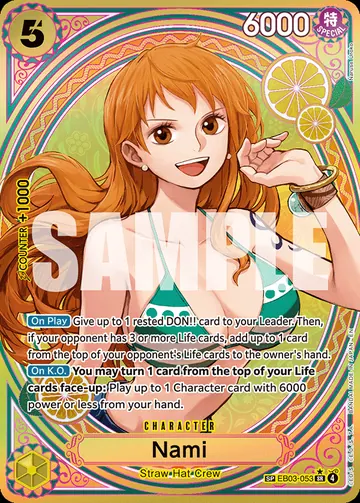 5
6000
特
SPECIAL
COUNTER +1000
SAMPLE
On Play Give up to 1 rested DON!! card to your Leader. Then,
if your opponent has 3 or more Life cards, add up to 1 card
from the top of your opponent's Life cards to the owner's hand.
On K.O. You may turn 1 card from the top of your Life
cards face-up: Play up to 1 Character card with 6000
power or less from your hand.
CHARACTER
Nami
Straw Hat Crew
SP EB03-053 SR 4